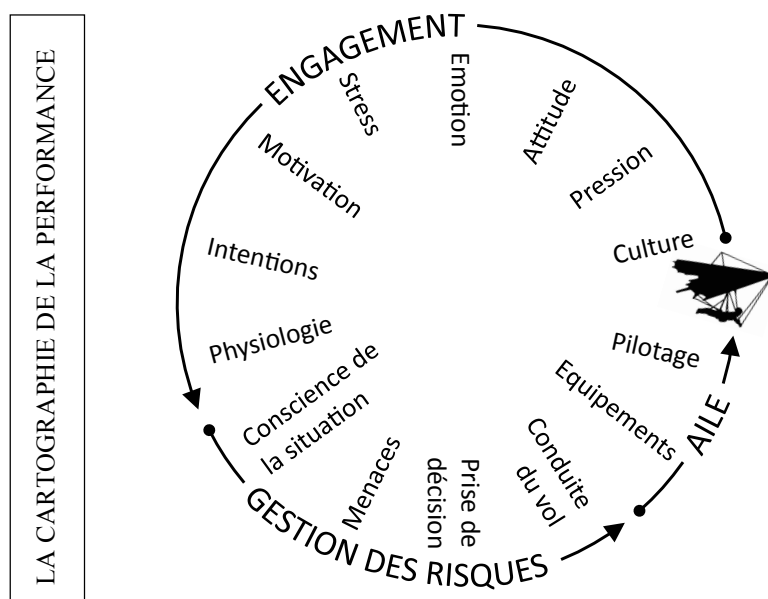 LA CARTOGRAPHIE DE LA PERFORMANCE
ENGAGEMENT
Culture
Pression
Attitude
Emotion
Stress
Motivation
Intentions
Physiologie
GESTION DES RISQUES
Conscience de
la situation
Menaces
Prise de
décision
Conduite
du vol
AILE
Equipements
Pilotage